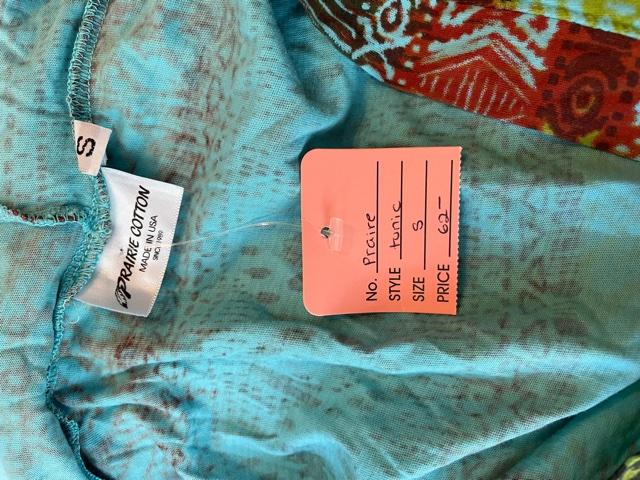 S
PRAIRIE COTTON
MADE IN USA
SINCE 1980
No. Praire
STYLE tunic
SIZE S
PRICE 62-